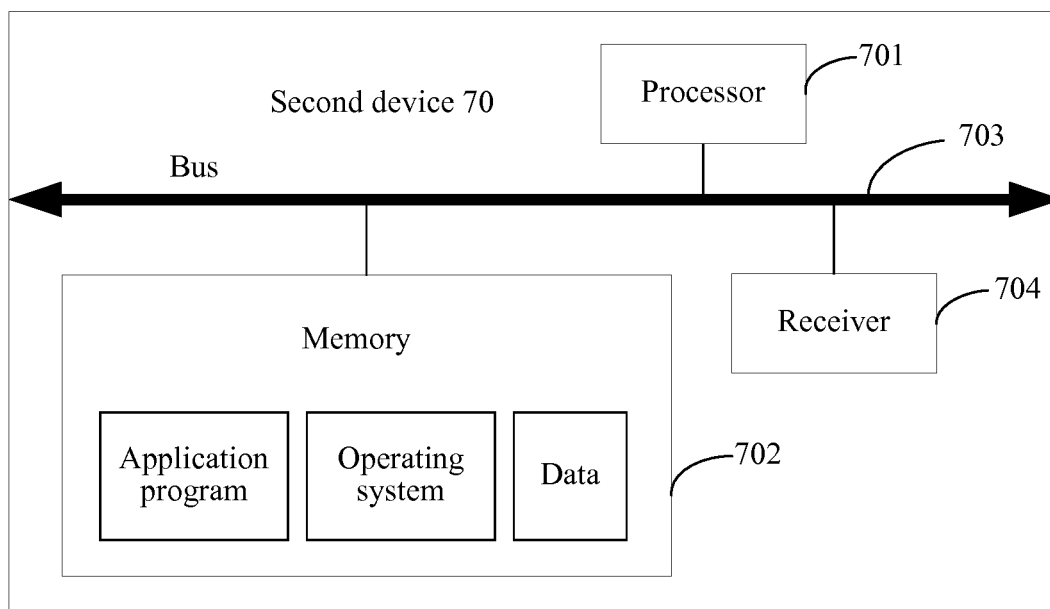 701
Processor
Second device 70
703
Bus
704
Receiver
Memory
702
Application
program
Operating
system
Data